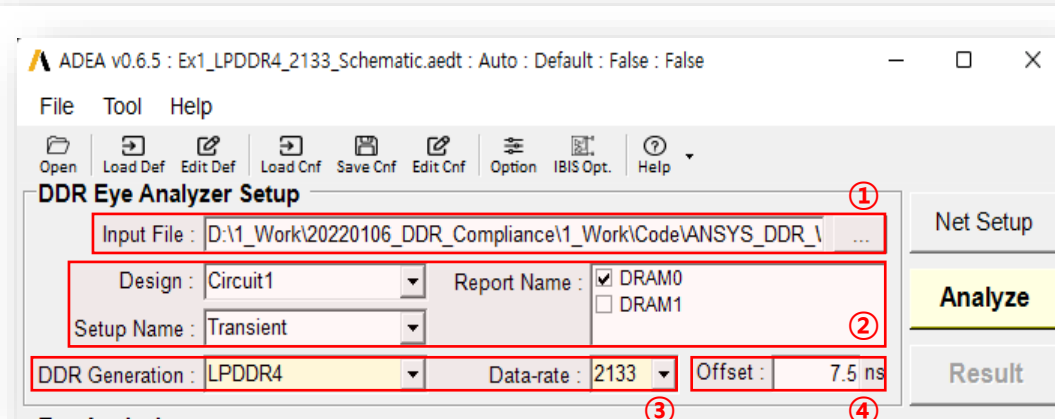 ADEA v0.6.5 : Ex1_LPDDR4_2133_Schematic.aedt : Auto : Default : False : False
File Tool Help
Open Load Def Edit Def Load Cnf Save Cnf Edit Cnf Option IBIS Opt. Help
DDR Eye Analyzer Setup ①
Input File : D:\1_Work\20220106_DDR_Compliance\1_Work\Code\ANSYS_DDR_\ ... Net Setup
Design : Circuit1 Report Name : DRAM0
DRAM1 Analyze
Setup Name : Transient ②
DDR Generation : LPDDR4 Data-rate : 2133 Offset : 7.5 ns Result
③ ④